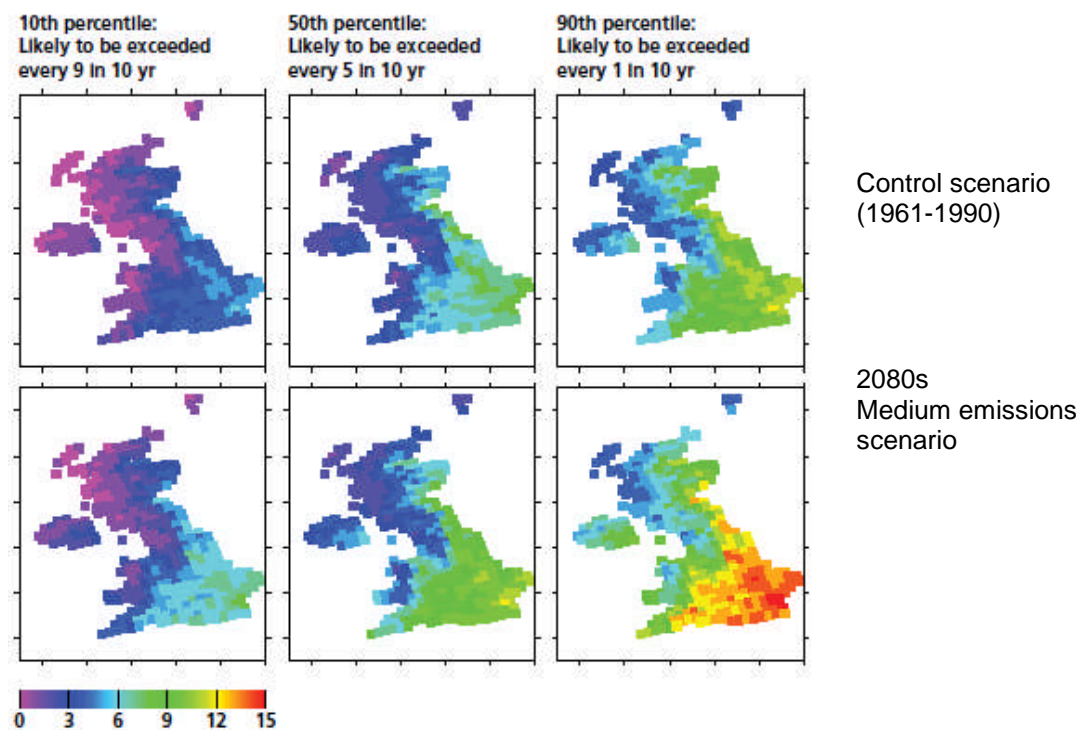 10th percentile:
Likely to be exceeded
every 9 in 10 yr
50th percentile:
Likely to be exceeded
every 5 in 10 yr
90th percentile:
Likely to be exceeded
every 1 in 10 yr
Control scenario
(1961-1990)
2080s
Medium emissions
scenario
0 3 6 9 12 15